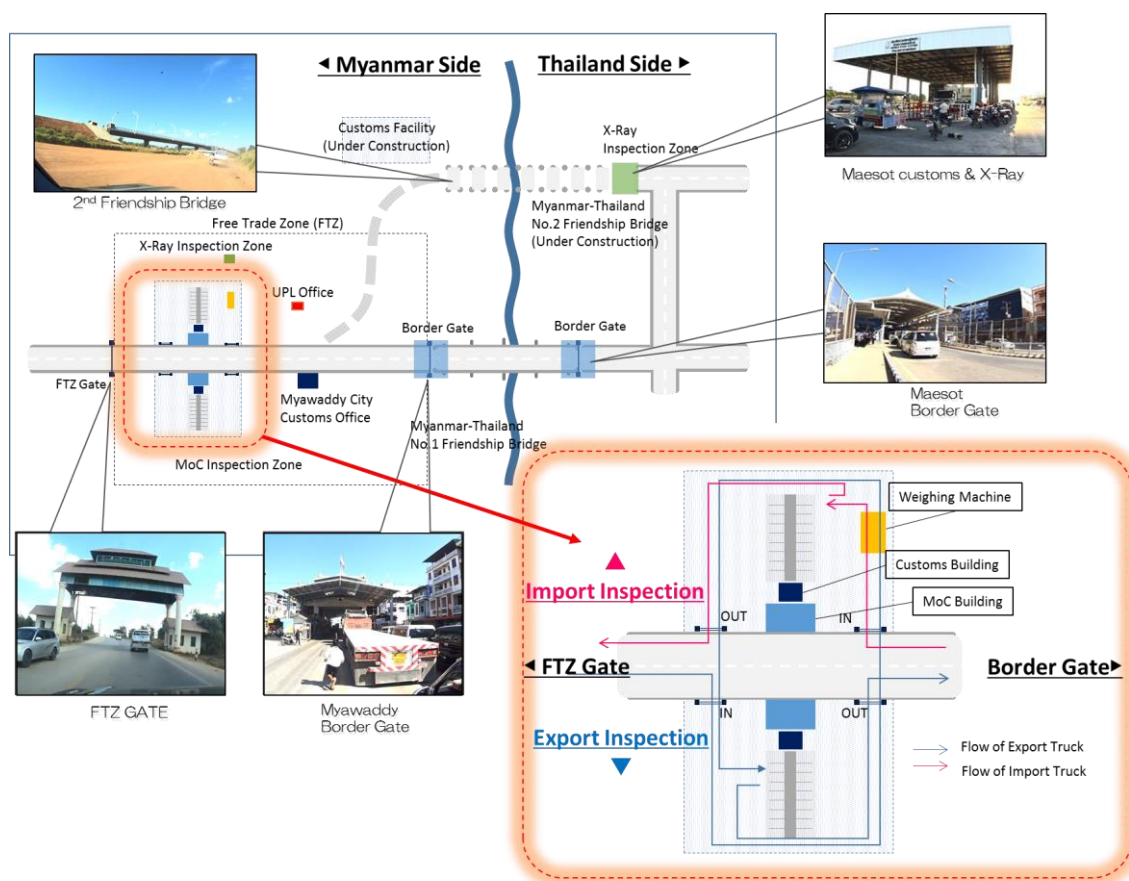 ◄ Myanmar Side
Thailand Side ►
Customs Facility
(Under Construction)
X-Ray
Inspection Zone
Maesot customs & X-Ray
2nd Friendship Bridge
Myanmar-Thailand
No.2 Friendship Bridge
(Under Construction)
Free Trade Zone (FTZ)
X-Ray Inspection Zone
UPL Office
Border Gate
Border Gate
FTZ Gate
Myawaddy City
Customs Office
Maesot
Border Gate
Myanmar-Thailand
No.1 Friendship Bridge
MoC Inspection Zone
FTZ GATE
Myawaddy
Border Gate
Weighing Machine
Customs Building
MoC Building
Import Inspection
OUT
IN
◄ FTZ Gate
Border Gate►
IN
OUT
Export Inspection
Flow of Export Truck
Flow of Import Truck